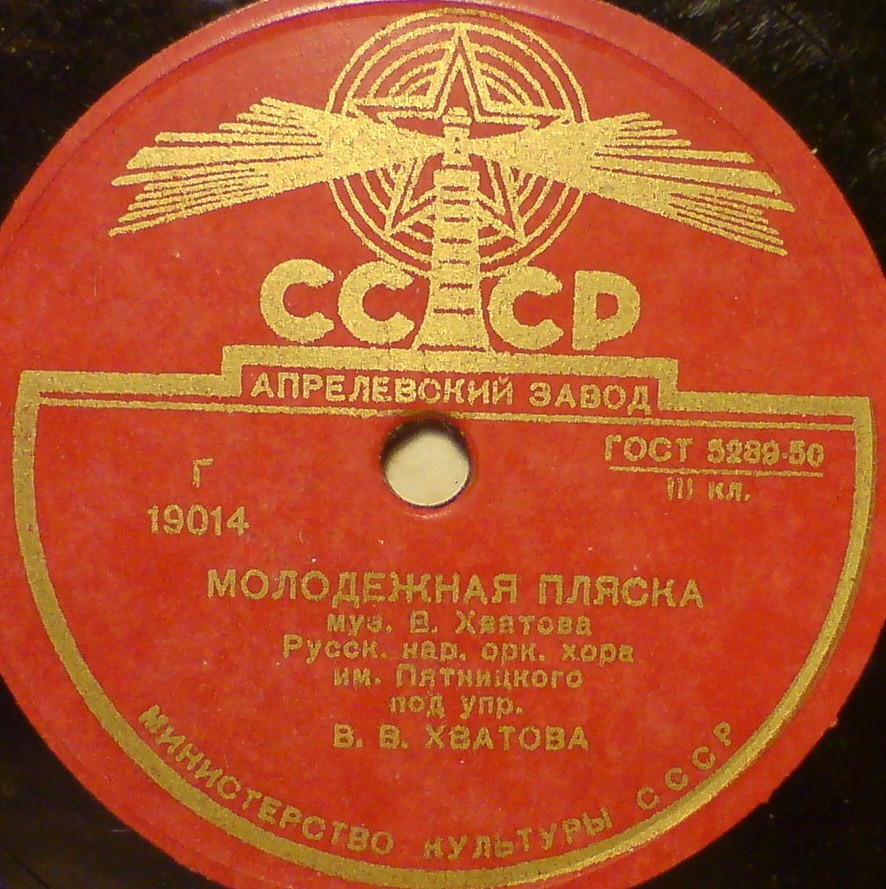 СССР
АПРЕЛЕВСКИЙ ЗАВОД
ГОСТ 5289-50
III кл.
Г
19014
МОЛОДЕЖНАЯ ПЛЯСКА
муз. В. Хватова
Русск. нар. орк. хора
им. Пятницкого
под упр.
В. В. ХВАТОВА
МИНИСТЕРСТВО КУЛЬТУРЫ СССР